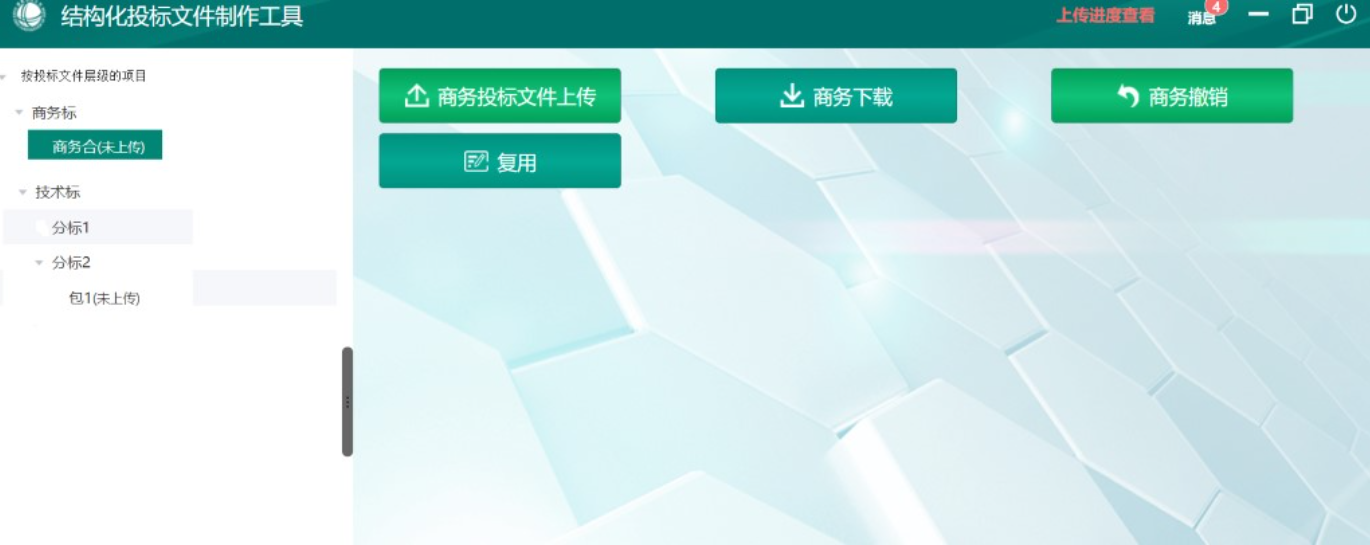 结构化投标文件制作工具
上传进度查看
消息
4
按投标文件层级的项目
商务标
商务合(未上传)
技术标
分标1
分标2
包1(未上传)
商务投标文件上传
商务下载
商务撤销
复用